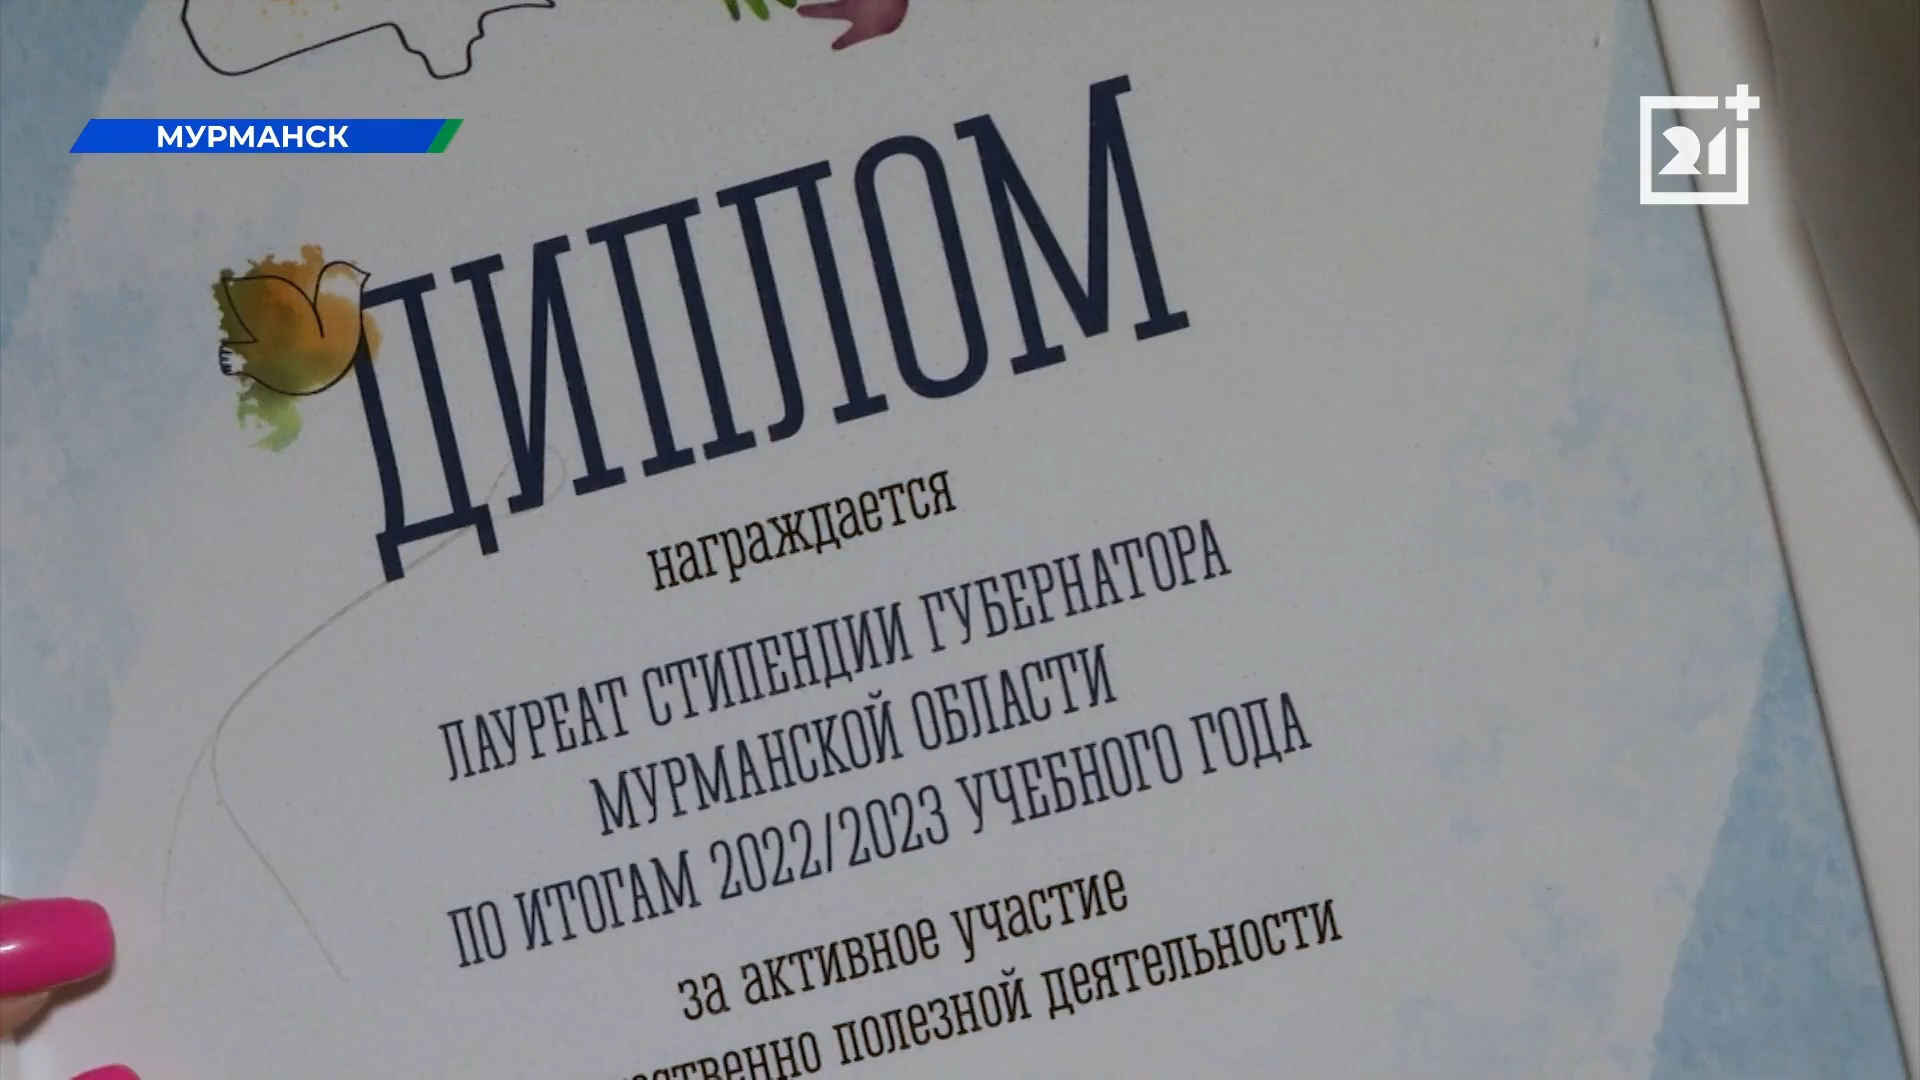 МУРМАНСК
21+
ДИПЛОМ
награждается
ЛАУРЕАТ СТИПЕНДИИ ГУБЕРНАТОРА
МУРМАНСКОЙ ОБЛАСТИ
ПО ИТОГАМ 2022/2023 УЧЕБНОГО ГОДА
за активное участие
полезной деятельности